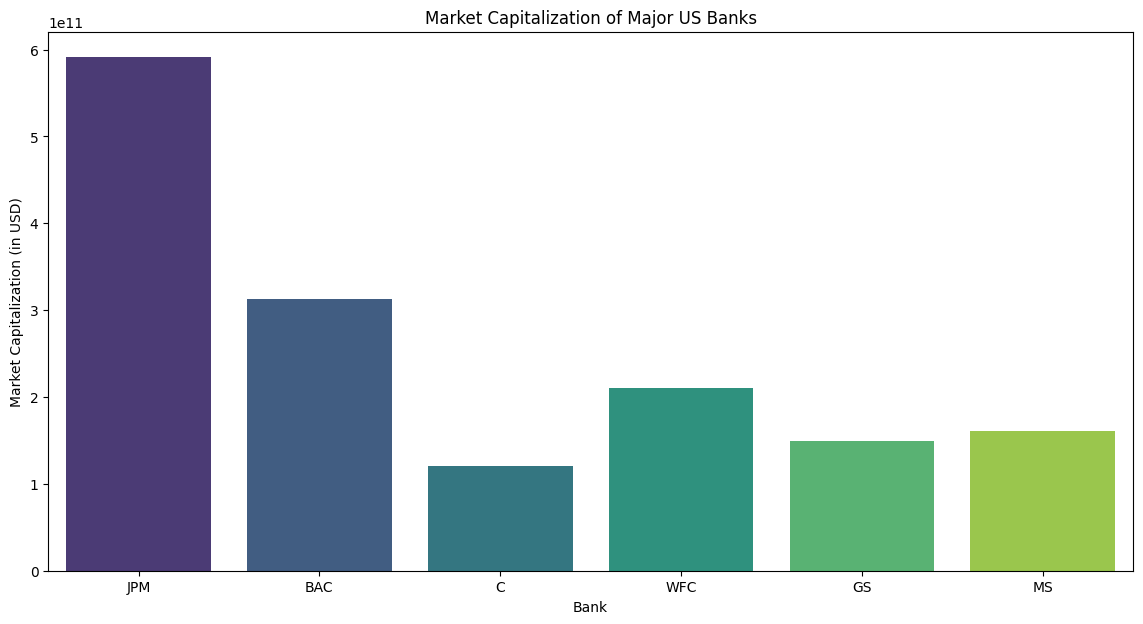 Market Capitalization of Major US Banks
1e11
Market Capitalization (in USD)
6
5
4
3
2
1
0
JPM BAC C WFC GS MS
Bank